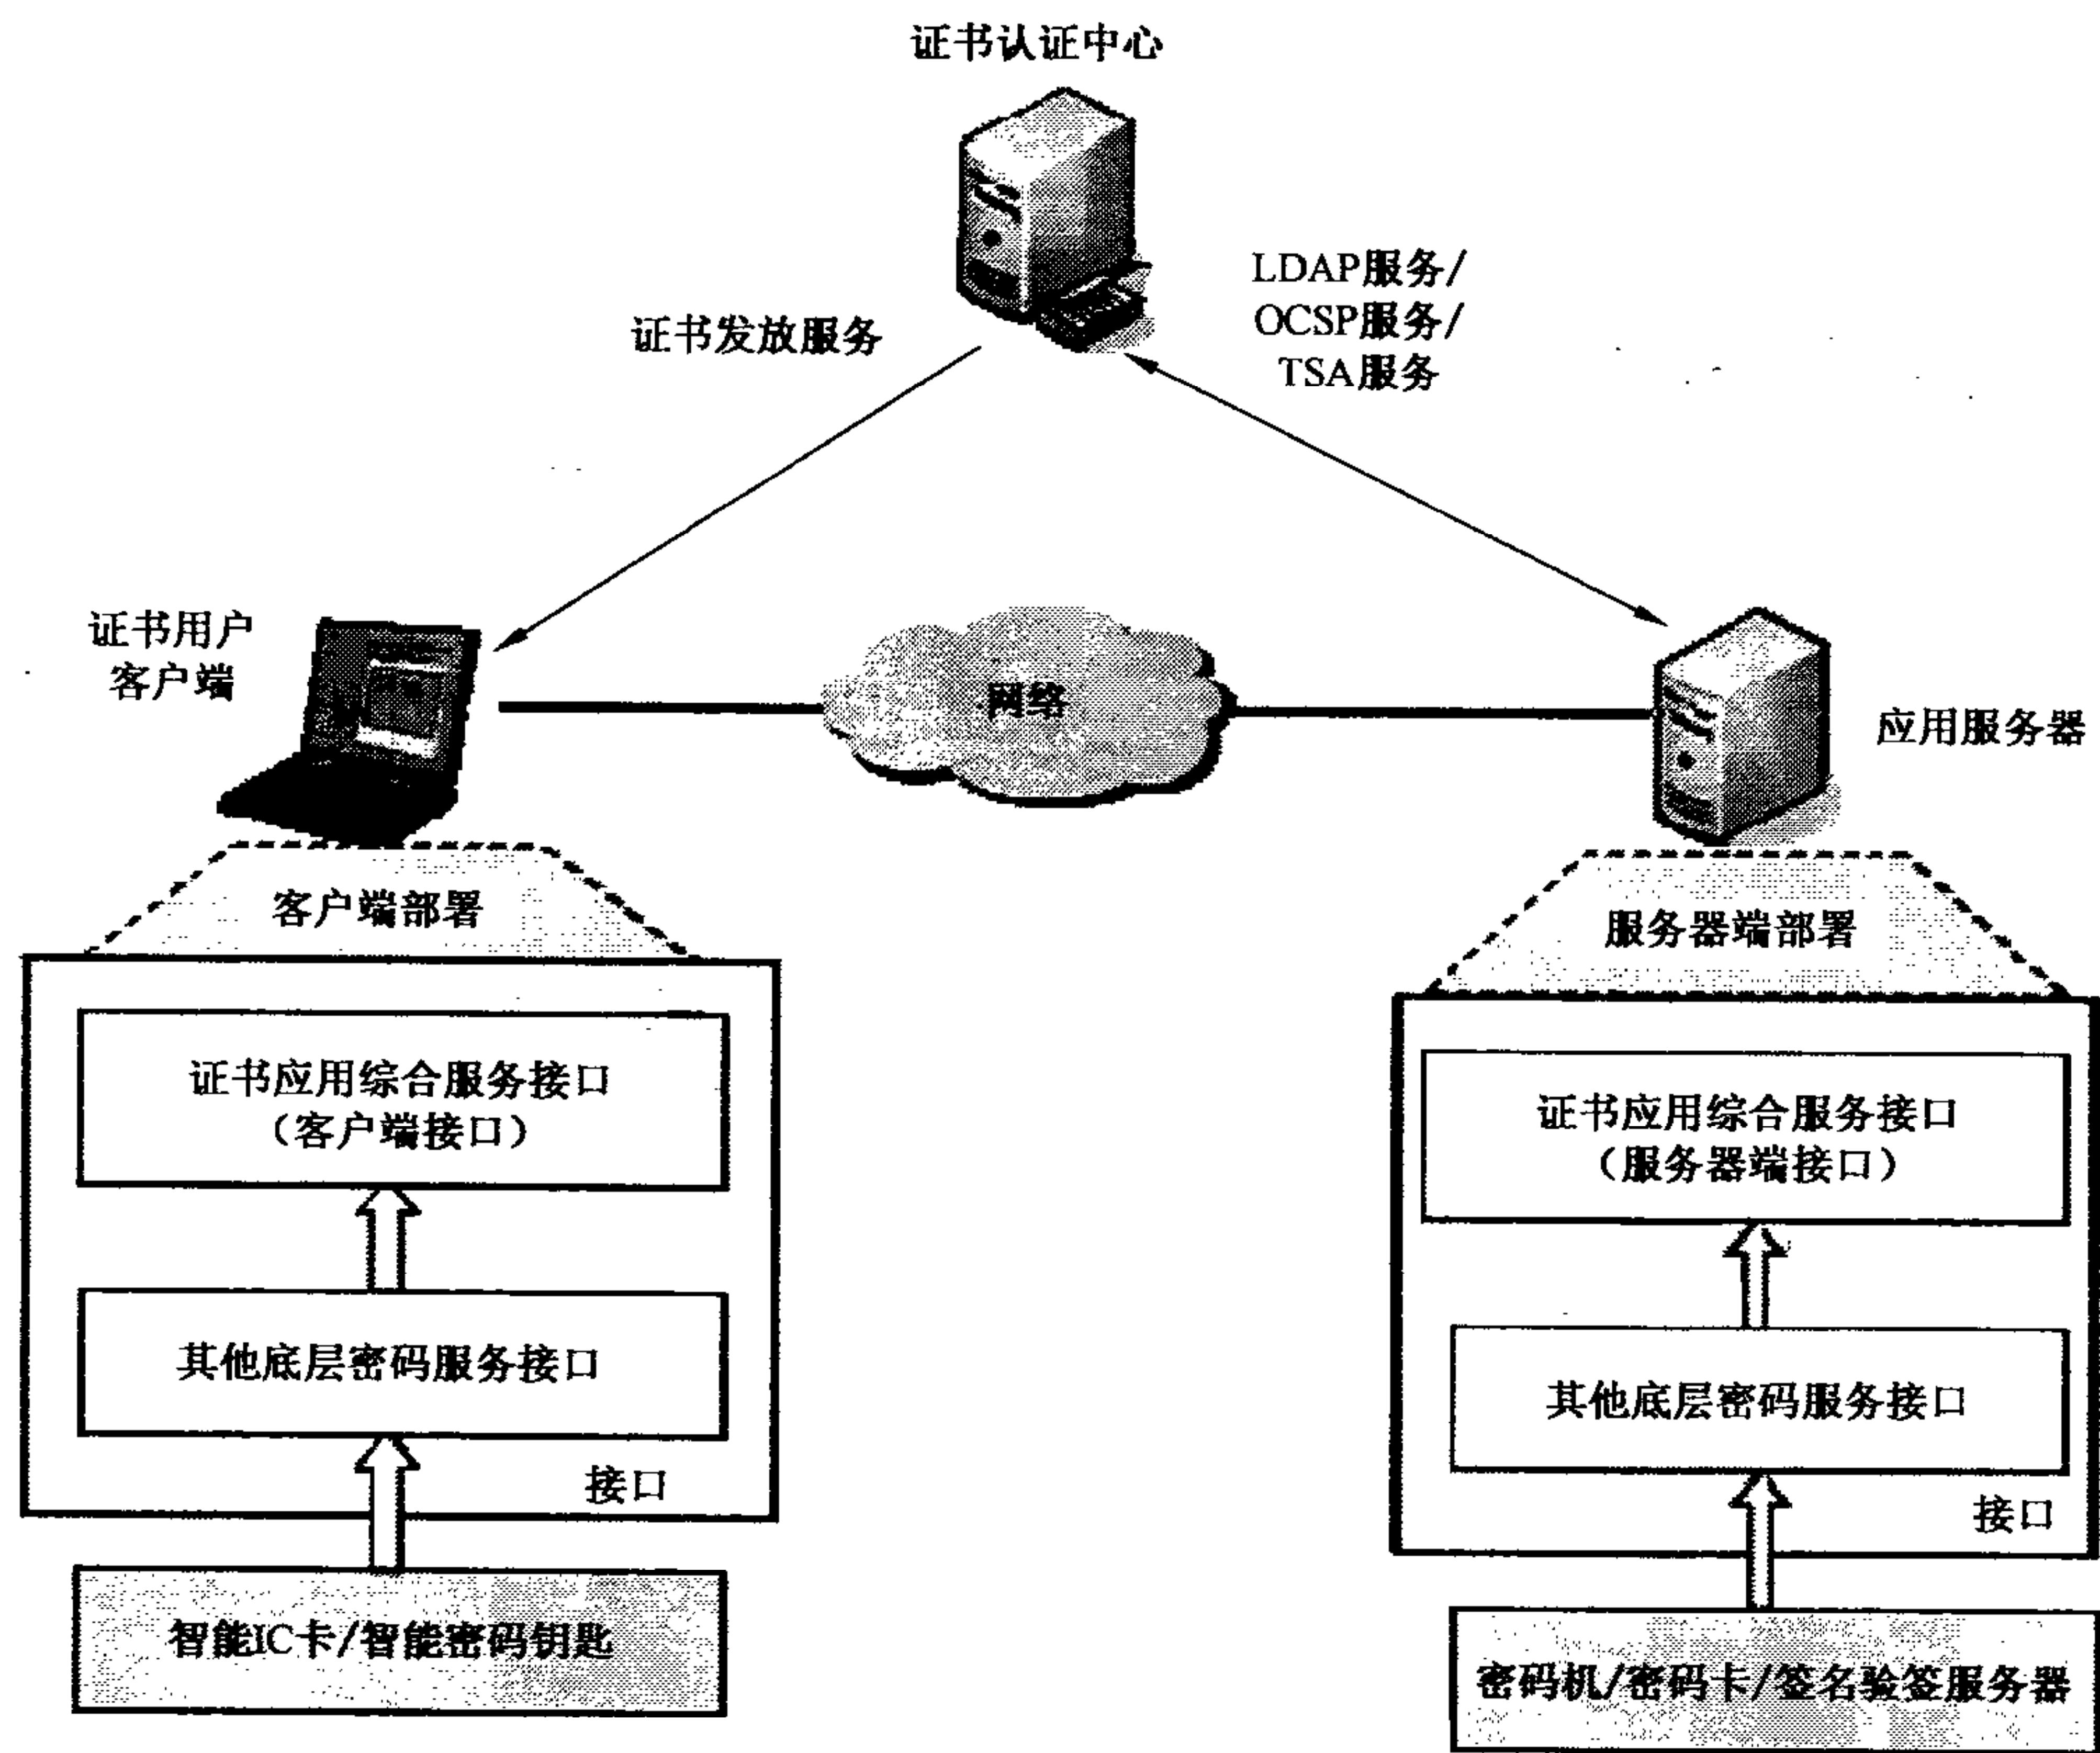 证书认证中心
LDAP服务/
OCSP服务/
TSA服务
证书发放服务
证书用户
客户端
网络
应用服务器
客户端部署
服务器端部署
证书应用综合服务接口
（客户端接口）
证书应用综合服务接口
（服务器端接口）
其他底层密码服务接口
其他底层密码服务接口
接口
接口
智能IC卡/智能密码钥匙
密码机/密码卡/签名验签服务器